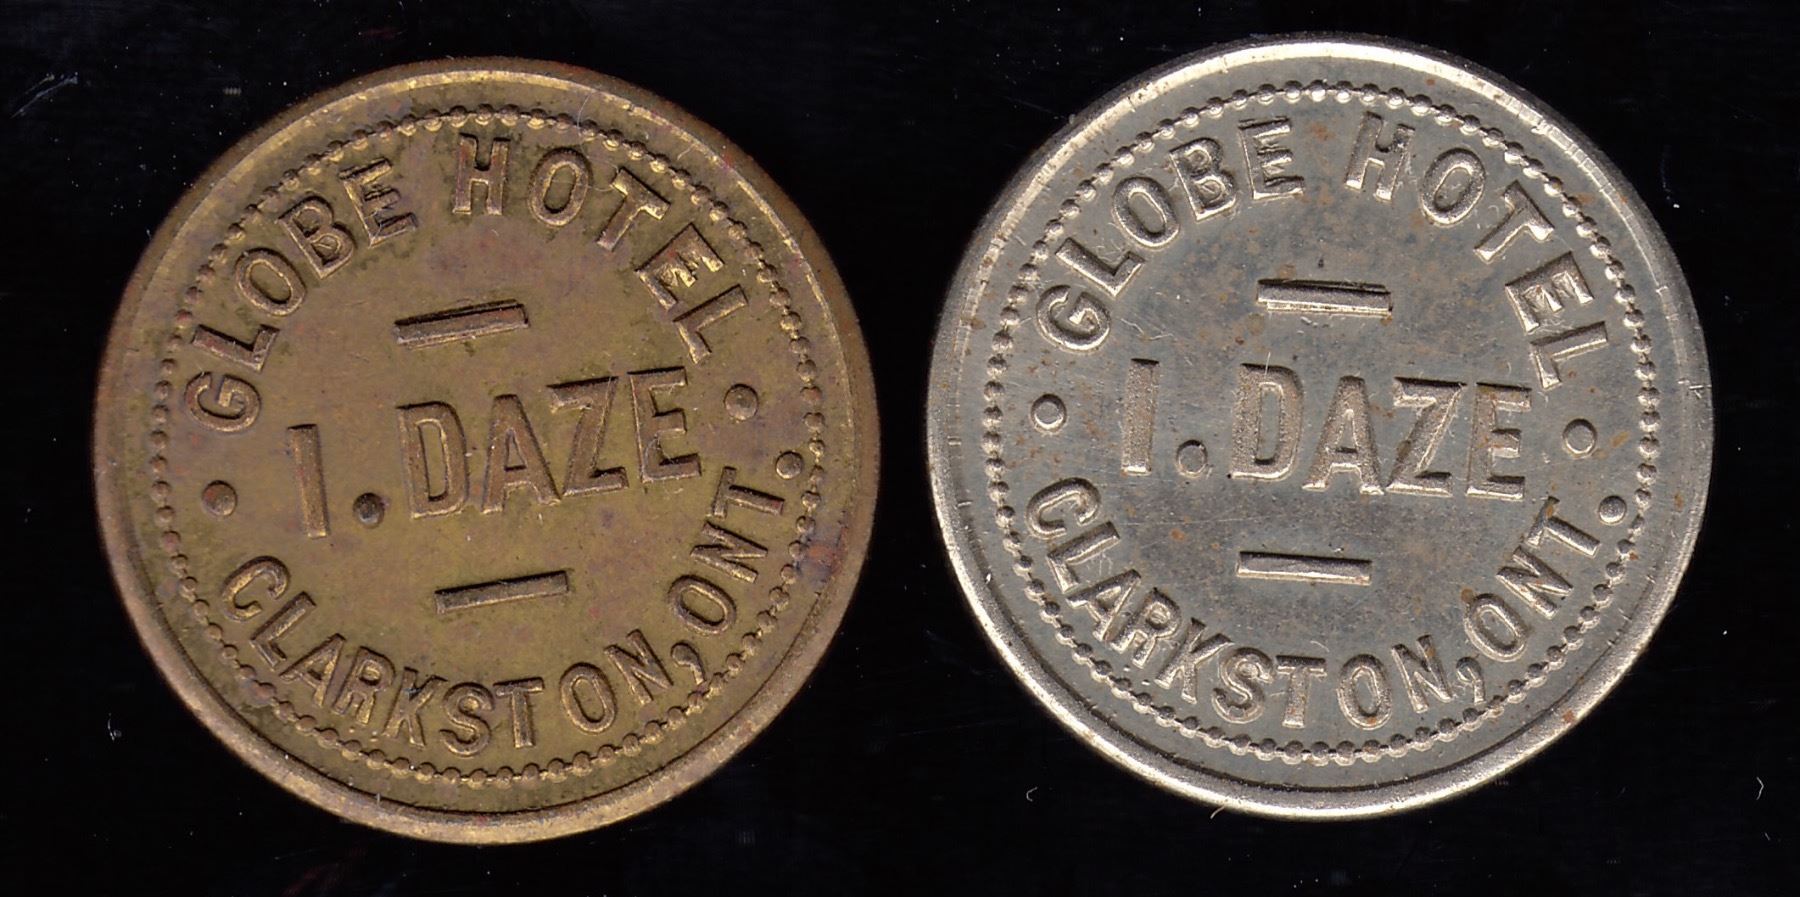 GLOBE HOTEL
I. DAZE
CLARKSTON, ONT.
GLOBE HOTEL
I. DAZE
CLARKSTON, ONT.